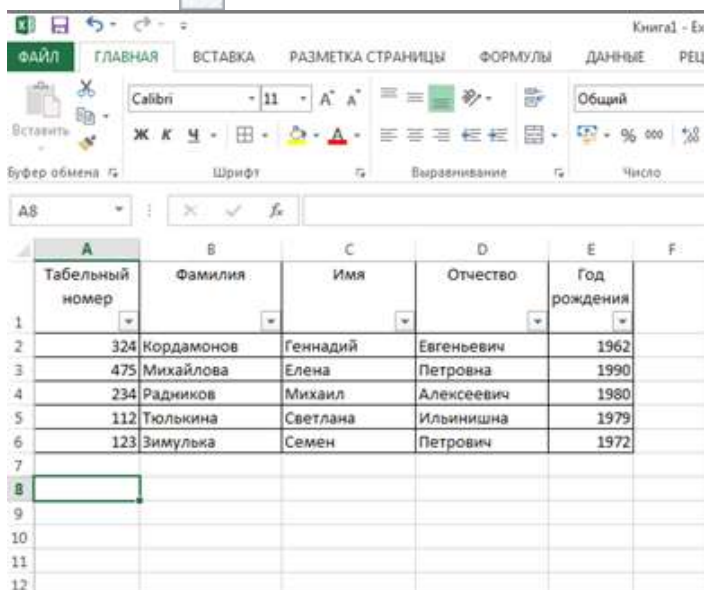 Книга1 - Ex
ФАЙЛ ГЛАВНАЯ ВСТАВКА РАЗМЕТКА СТРАНИЦЫ ФОРМУЛЫ ДАННЫЕ РЕЦ
Calibri 11 A A Общий
Вставить Ж К Ч А % 000
Буфер обмена Шрифт Выравнивание Число
A8 fx
A B C D E F
Табельный Фамилия Имя Отчество Год
номер рождения
1
2 324 Кордамонов Геннадий Евгеньевич 1962
3 475 Михайлова Елена Петровна 1990
4 234 Радников Михаил Алексеевич 1980
5 112 Тюлькина Светлана Ильинишна 1979
6 123 Зимулька Семен Петрович 1972
7
8
9
10
11
12